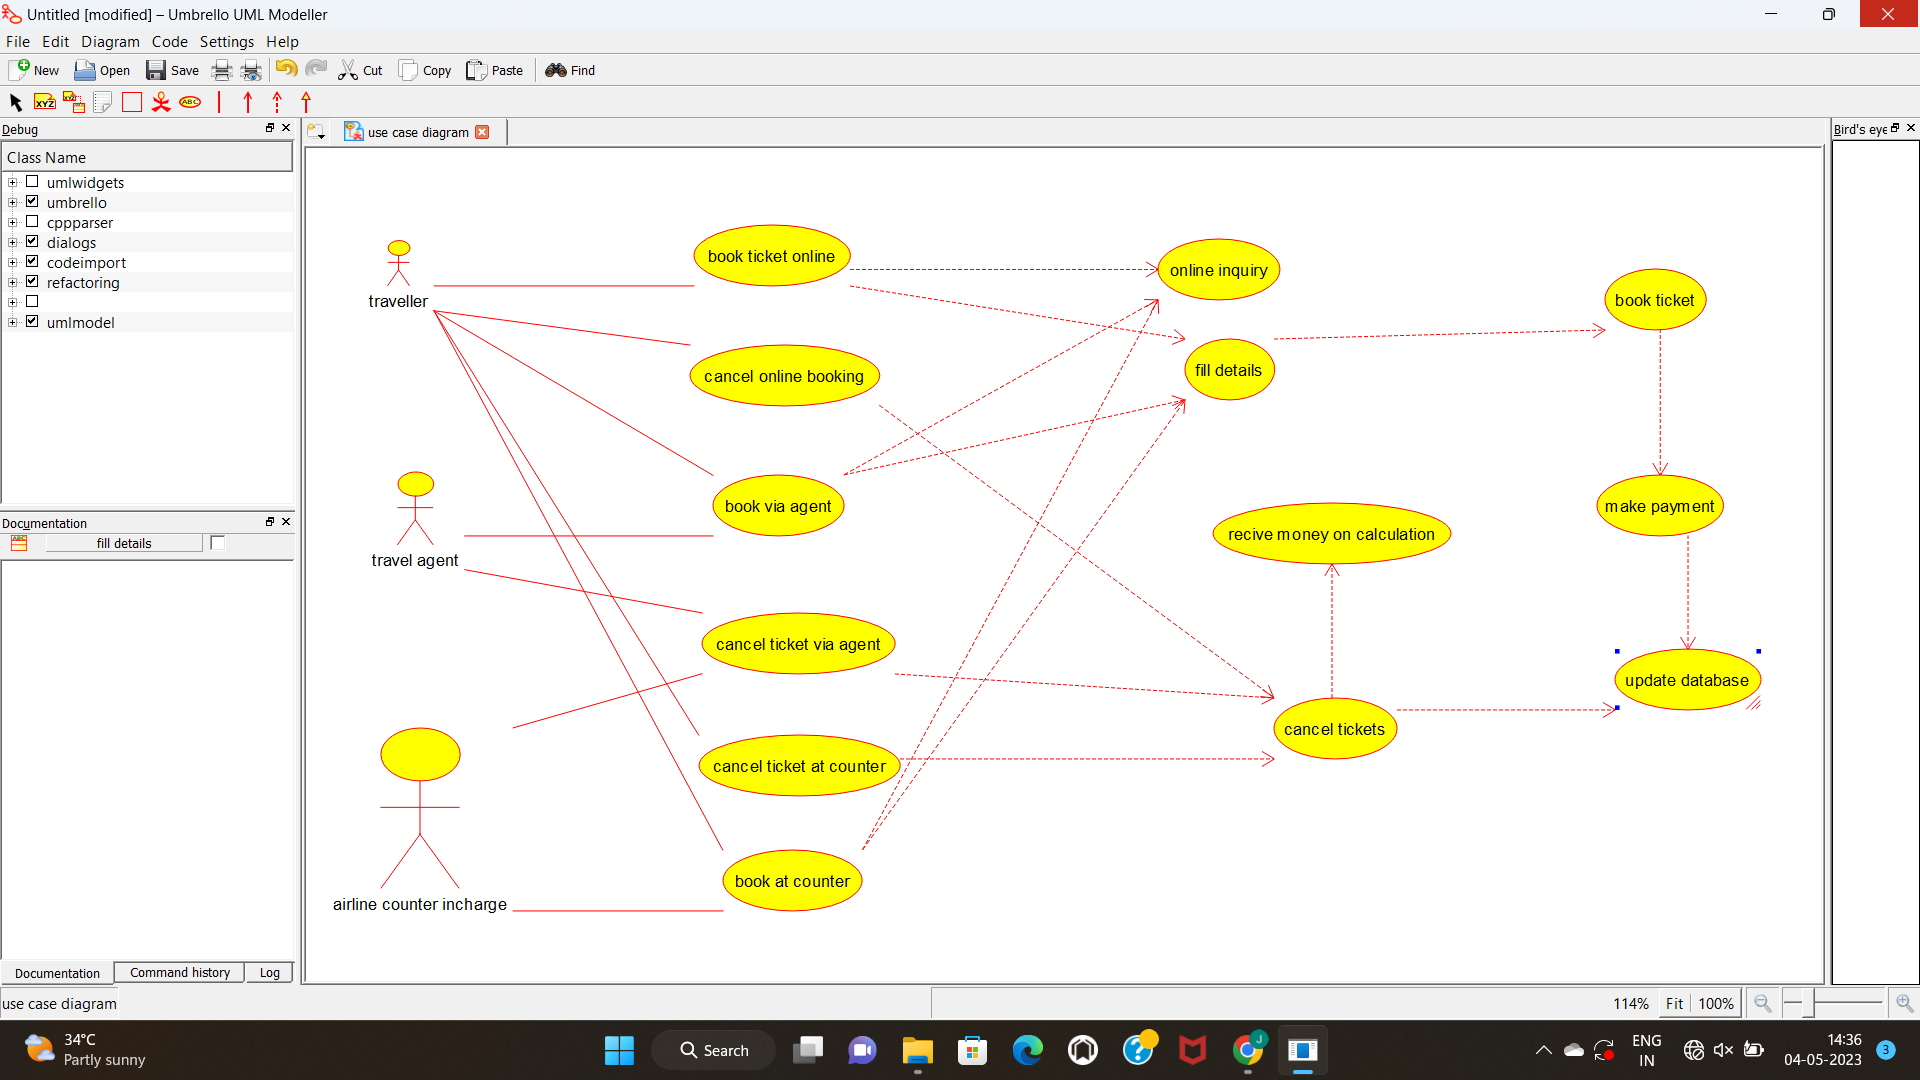 Untitled [modified] – Umbrello UML Modeller
File Edit Diagram Code Settings Help
New Open Save Cut Copy Paste Find
XYZ XYZ ABC
Debug
Class Name
umlwidgets
umbrello
cppparser
dialogs
codeimport
refactoring
umlmodel
Documentation
ABC fill details
Documentation Command history Log
use case diagram
use case diagram
Bird's eye
traveller
travel agent
airline counter incharge
book ticket online
cancel online booking
book via agent
cancel ticket via agent
cancel ticket at counter
book at counter
online inquiry
fill details
recive money on calculation
cancel tickets
book ticket
make payment
update database
114% Fit 100%
34°C
Partly sunny
Search
J
ENG
IN
14:36
04-05-2023
3